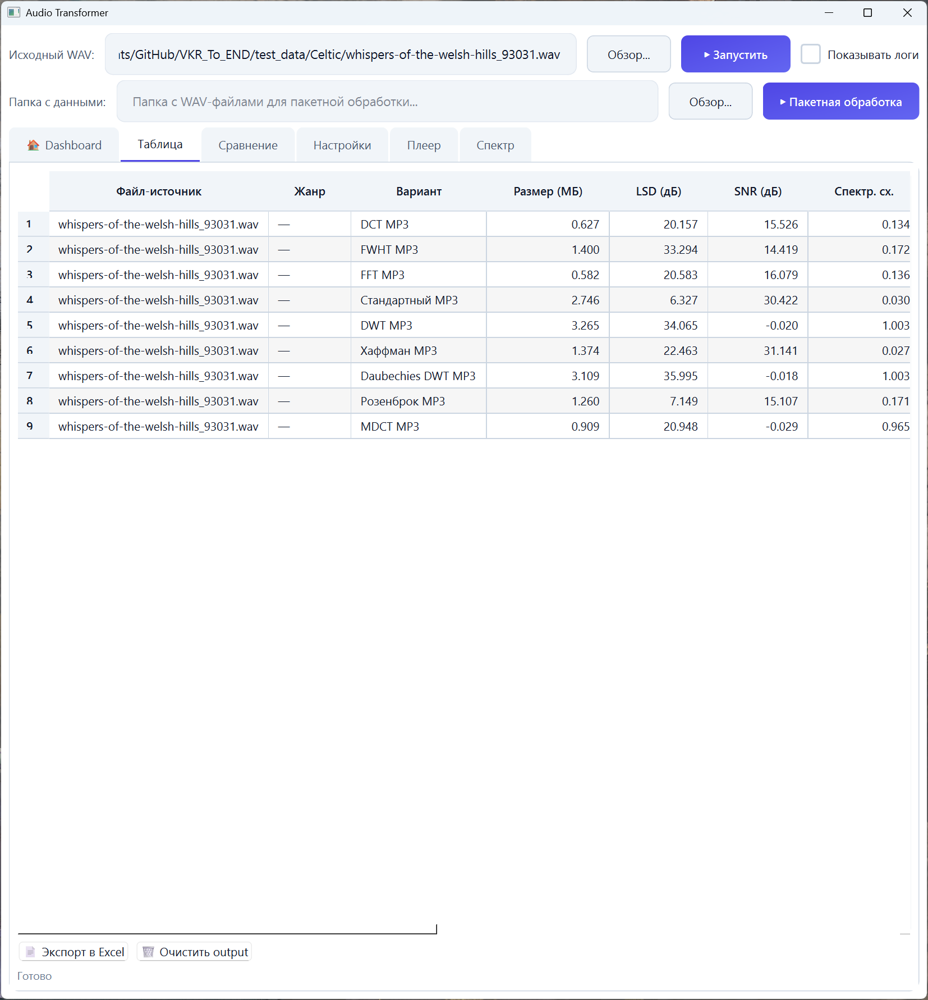 Audio Transformer
Исходный WAV: ıts/GitHub/VKR_To_END/test_data/Celtic/whispers-of-the-welsh-hills_93031.wav Обзор... Запустить Показывать логи
Папка с данными: Папка с WAV-файлами для пакетной обработки... Обзор... Пакетная обработка
Dashboard Таблица Сравнение Настройки Плеер Спектр
Файл-источник Жанр Вариант Размер (МБ) LSD (дБ) SNR (дБ) Спектр. сх.
1 whispers-of-the-welsh-hills_93031.wav — DCT MP3 0.627 20.157 15.526 0.134
2 whispers-of-the-welsh-hills_93031.wav — FWHT MP3 1.400 33.294 14.419 0.172
3 whispers-of-the-welsh-hills_93031.wav — FFT MP3 0.582 20.583 16.079 0.136
4 whispers-of-the-welsh-hills_93031.wav — Стандартный MP3 2.746 6.327 30.422 0.030
5 whispers-of-the-welsh-hills_93031.wav — DWT MP3 3.265 34.065 -0.020 1.003
6 whispers-of-the-welsh-hills_93031.wav — Хаффман MP3 1.374 22.463 31.141 0.027
7 whispers-of-the-welsh-hills_93031.wav — Daubechies DWT MP3 3.109 35.995 -0.018 1.003
8 whispers-of-the-welsh-hills_93031.wav — Розенброк MP3 1.260 7.149 15.107 0.171
9 whispers-of-the-welsh-hills_93031.wav — MDCT MP3 0.909 20.948 -0.029 0.965
Экспорт в Excel Очистить output
Готово